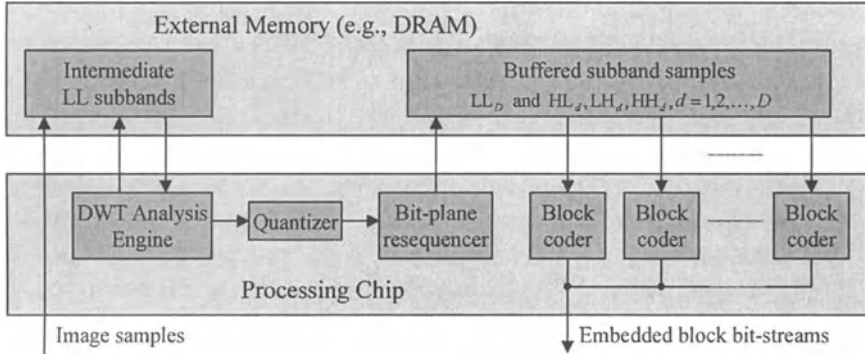 External Memory (e.g., DRAM)
Intermediate
LL subbands
Buffered subband samples
LL_D and HL_d, LH_d, HH_d, d = 1,2,...,D
DWT Analysis
Engine
Quantizer
Bit-plane
resequencer
Block
coder
Block
coder
Block
coder
Processing Chip
Image samples
Embedded block bit-streams